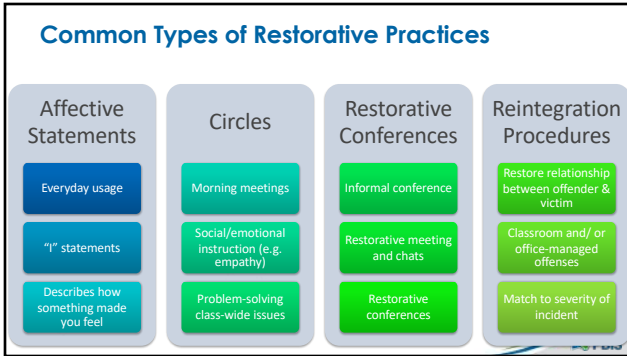 Common Types of Restorative Practices
Affective
Statements
Everyday usage
"I" statements
Describes how
something made
you feel
Circles
Morning meetings
Social/emotional
instruction (e.g.
empathy)
Problem-solving
class-wide issues
Restorative
Conferences
Informal conference
Restorative meeting
and chats
Restorative
conferences
Reintegration
Procedures
Restore relationship
between offender &
victim
Classroom and/ or
office-managed
offenses
Match to severity of
incident